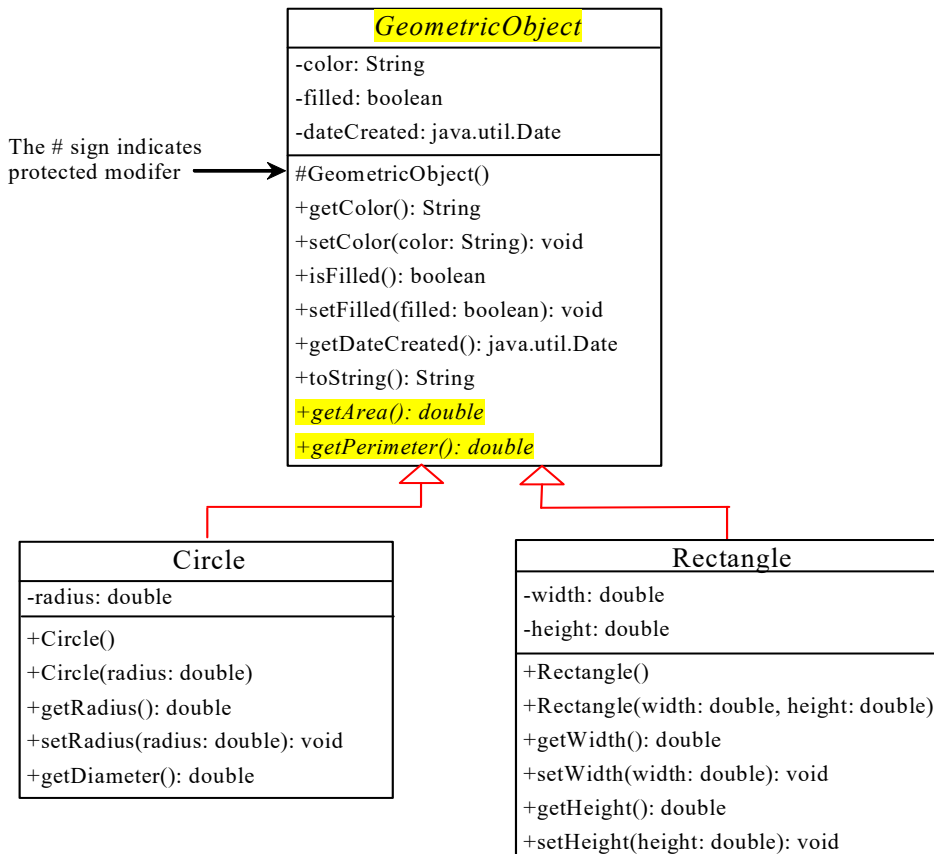 GeometricObject
-color: String
-filled: boolean
-dateCreated: java.util.Date
The # sign indicates
protected modifer
#GeometricObject()
+getColor(): String
+setColor(color: String): void
+isFilled(): boolean
+setFilled(filled: boolean): void
+getDateCreated(): java.util.Date
+toString(): String
+getArea(): double
+getPerimeter(): double
Circle
-radius: double
+Circle()
+Circle(radius: double)
+getRadius(): double
+setRadius(radius: double): void
+getDiameter(): double
Rectangle
-width: double
-height: double
+Rectangle()
+Rectangle(width: double, height: double)
+getWidth(): double
+setWidth(width: double): void
+getHeight(): double
+setHeight(height: double): void